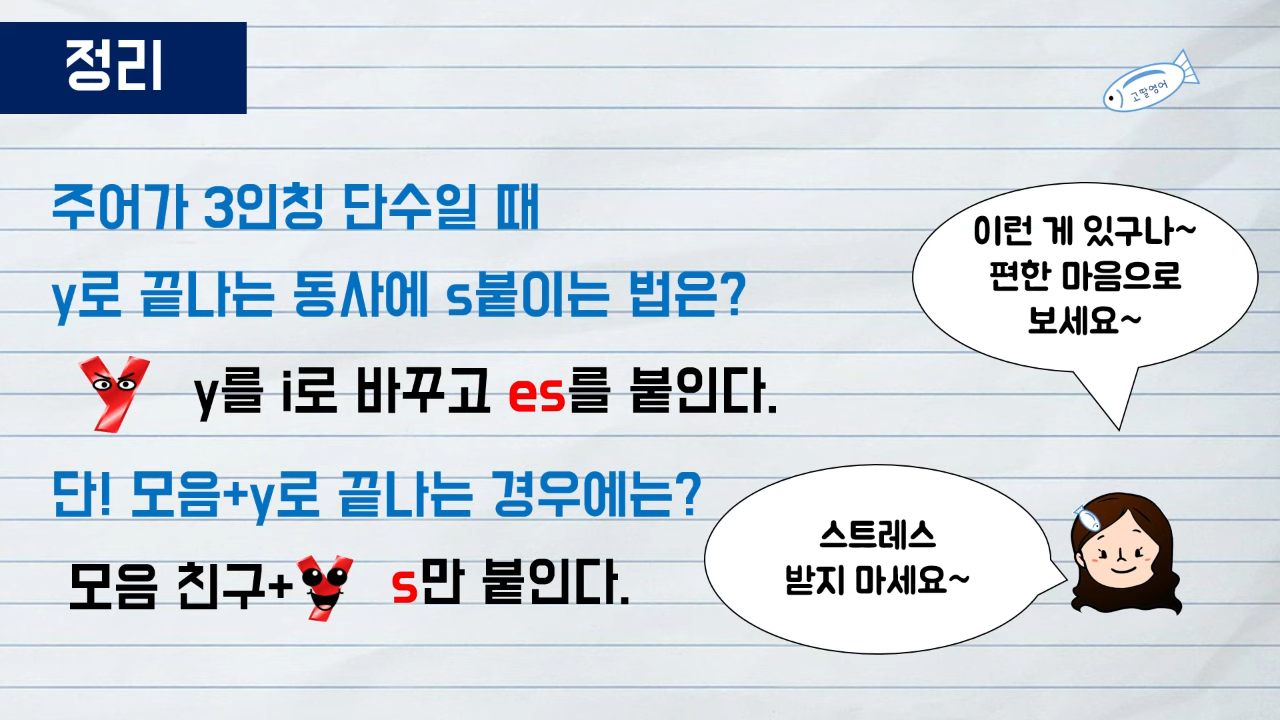 정리
고팔영어
주어가 3인칭 단수일 때
y로 끝나는 동사에 s붙이는 법은?
y를 i로 바꾸고 es를 붙인다.
단! 모음+y로 끝나는 경우에는?
모음 친구+y s만 붙인다.
이런 게 있구나~
편한 마음으로
보세요~
스트레스
받지 마세요~